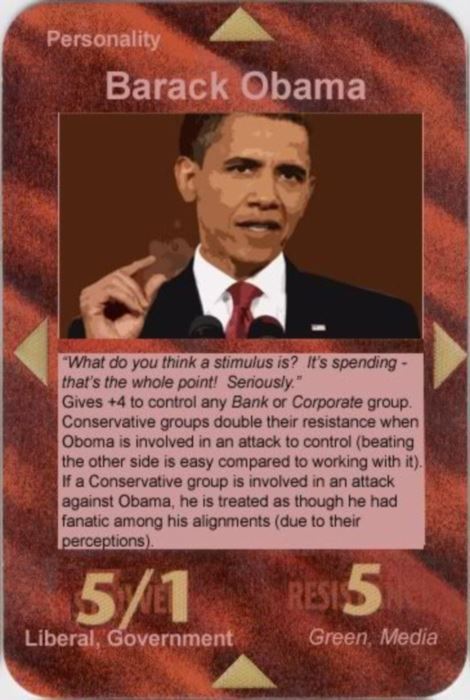 Personality
Barack Obama
“What do you think a stimulus is?  It’s spending -
that’s the whole point!  Seriously.”
Gives +4 to control any Bank or Corporate group.
Conservative groups double their resistance when
Oboma is involved in an attack to control (beating
the other side is easy compared to working with it).
If a Conservative group is involved in an attack
against Obama, he is treated as though he had
fanatic among his alignments (due to their
perceptions).
5/1
5
Liberal, Government
Green, Media